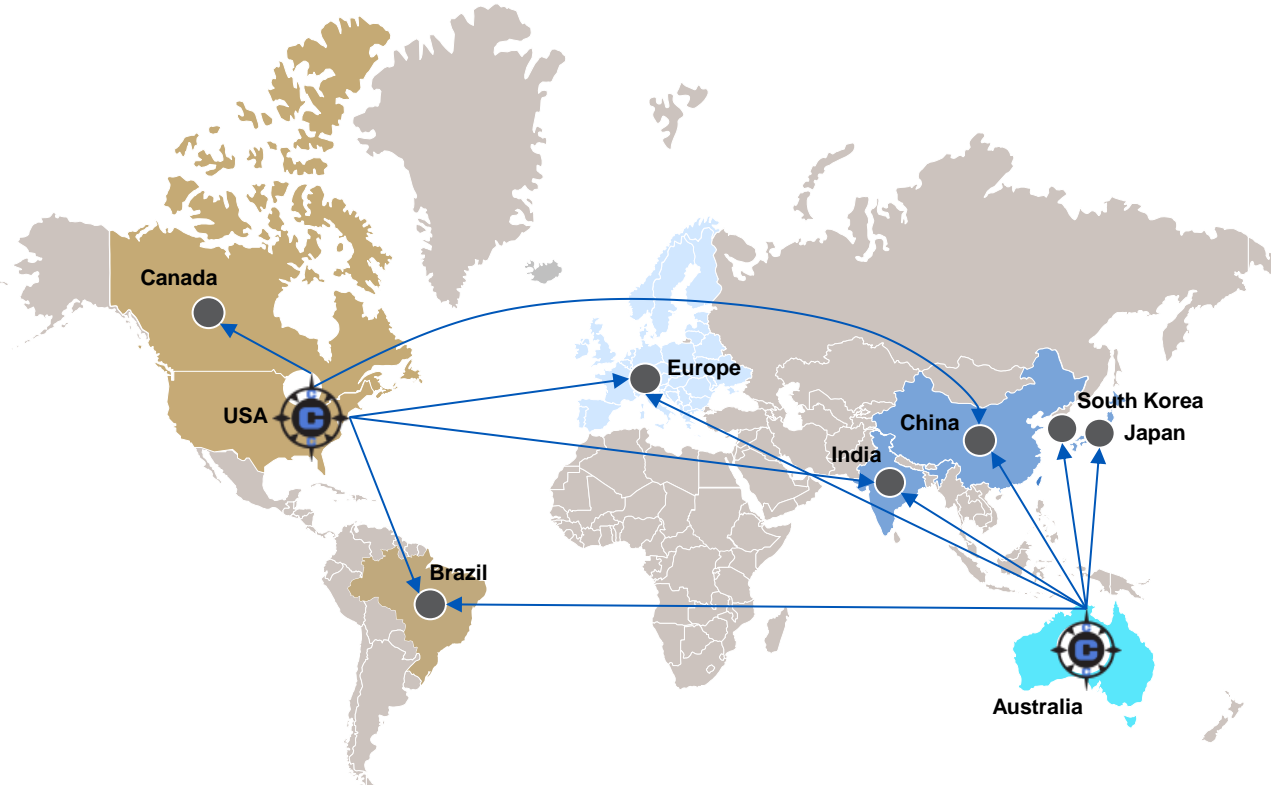 Canada
Europe
USA
South Korea
China
Japan
India
Brazil
Australia
C
C
C
C
C
C